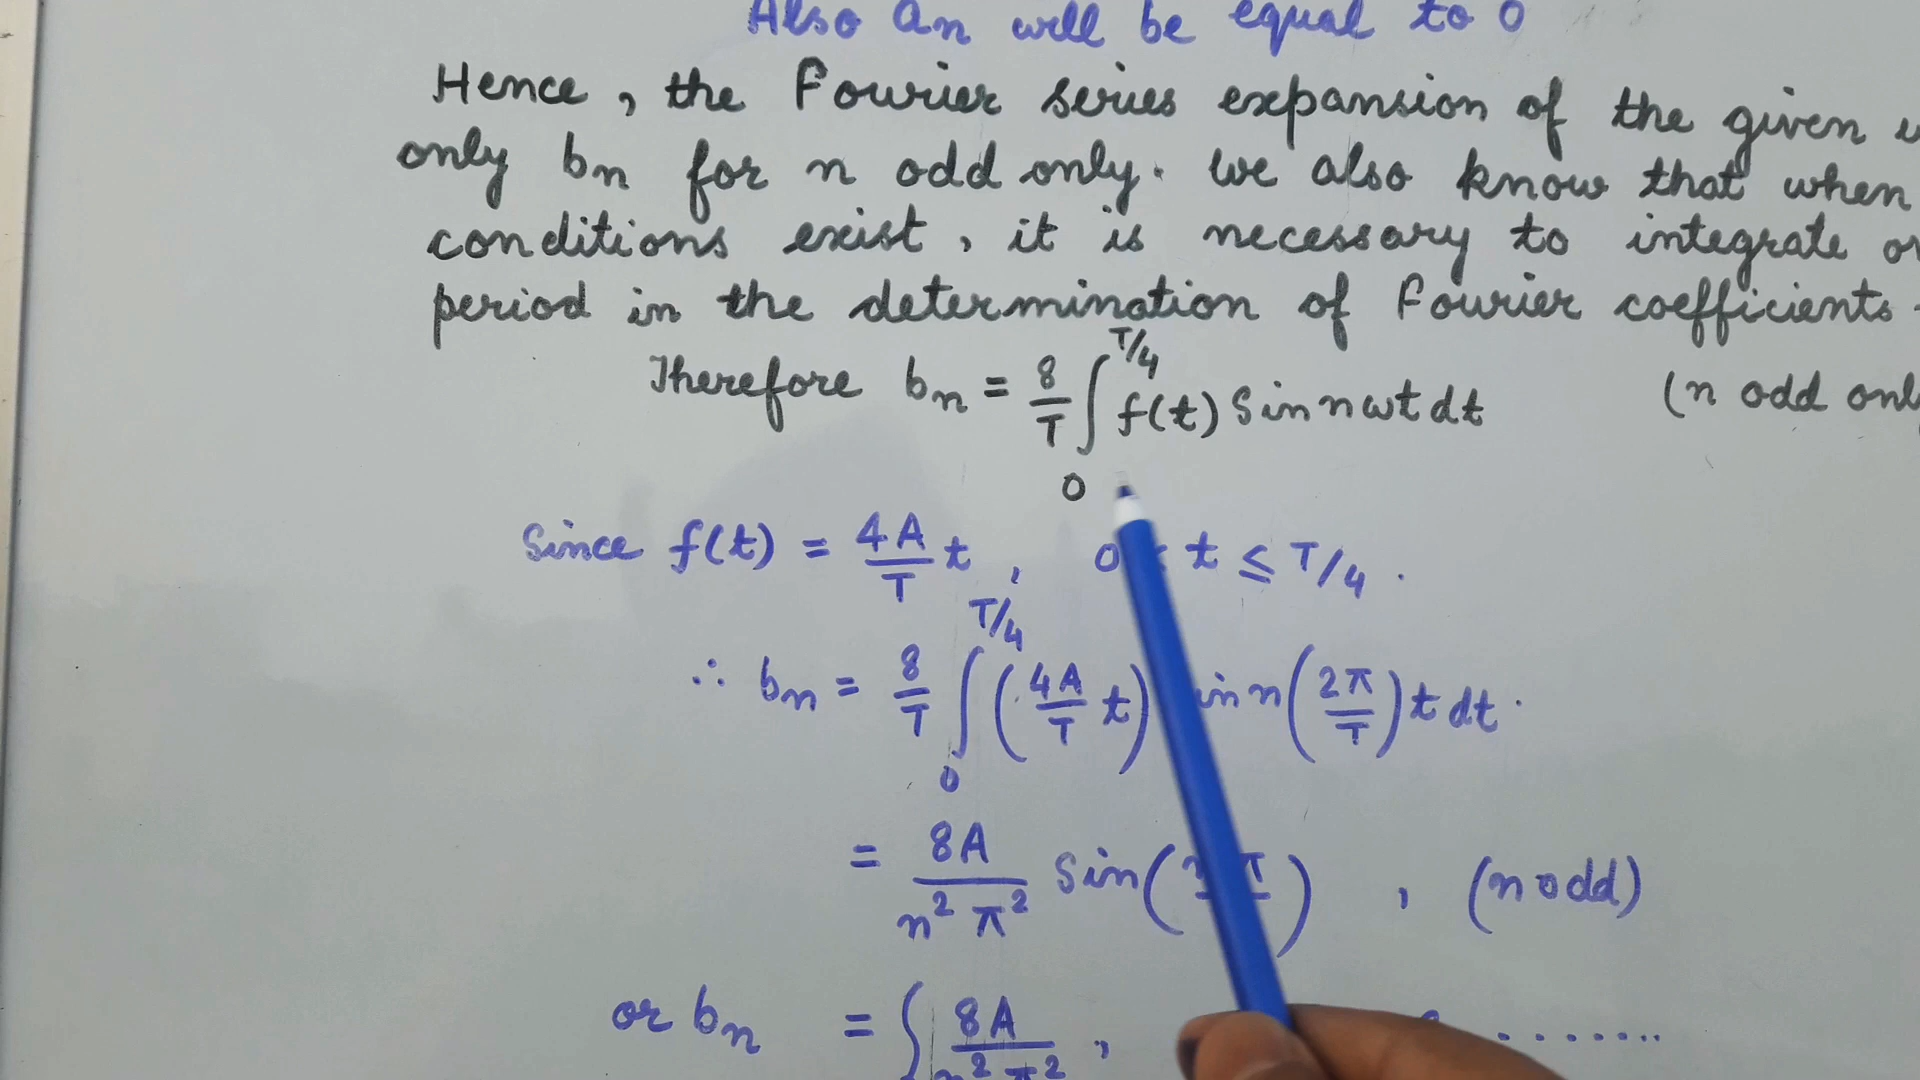 Also an will be equal to 0
Hence, the Fourier series expansion of the given
only bn for n odd only. We also know that when
conditions exist, it is necessary to integrate
period in the determination of Fourier coefficients
Therefore bn = 8/T ∫₀^(T/4) f(t) Sin nωt dt (n odd
Since f(t) = 4A/T t, 0 t ≤ T/4.
∴ bn = 8/T ∫₀^(T/4) (4A/T t) in n (2π/T) t dt.
= 8A/n²π² Sin( π ) , (n odd)
or bn = { 8A/n²π² , ........